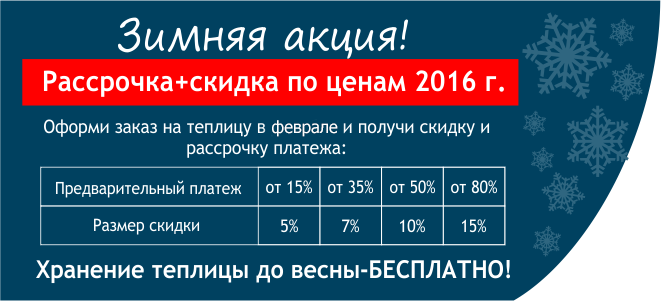 Зимняя акция!
Рассрочка+скидка по ценам 2016 г.
Оформи заказ на теплицу в феврале и получи скидку и
рассрочку платежа:
Предварительный платеж от 15% от 35% от 50% от 80%
Размер скидки 5% 7% 10% 15%
Хранение теплицы до весны-БЕСПЛАТНО!